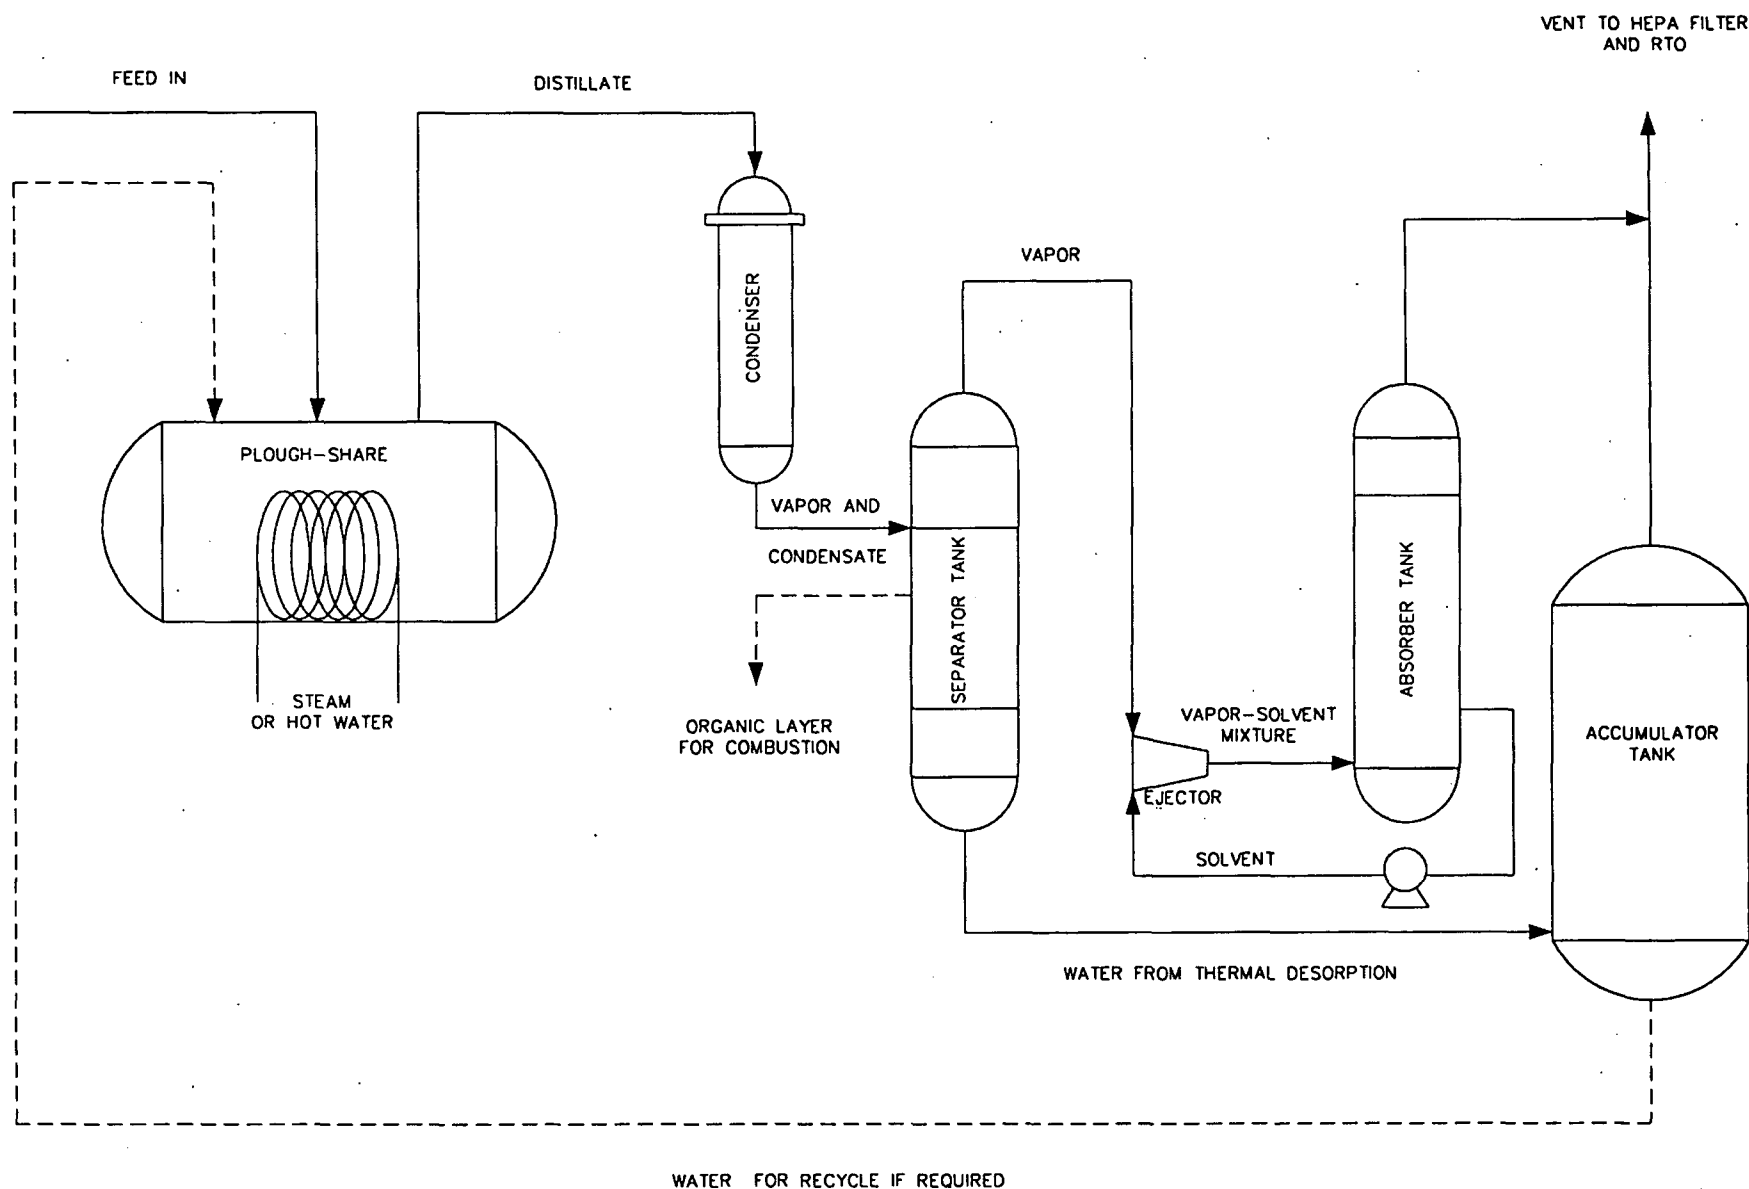 VENT TO HEPA FILTER
AND RTO
FEED IN
DISTILLATE
CONDENSER
VAPOR
PLOUGH-SHARE
VAPOR AND
CONDENSATE
SEPARATOR TANK
ABSORBER TANK
STEAM
OR HOT WATER
ORGANIC LAYER
FOR COMBUSTION
VAPOR-SOLVENT
MIXTURE
ACCUMULATOR
TANK
EJECTOR
SOLVENT
WATER FROM THERMAL DESORPTION
WATER FOR RECYCLE IF REQUIRED